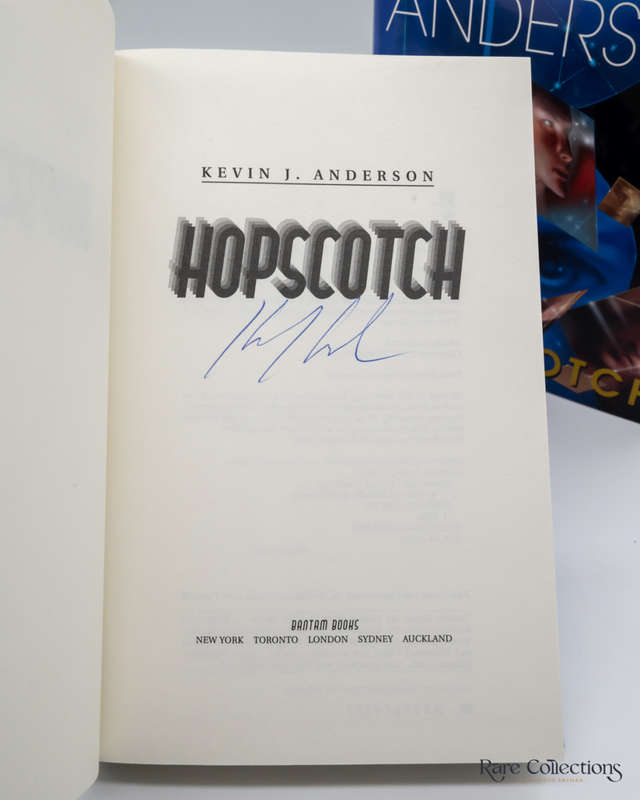 KEVIN J. ANDERSON
HOPSCOTCH
BANTAM BOOKS
NEW YORK TORONTO LONDON SYDNEY AUCKLAND
ANDERS
OTCH
Rare Collections